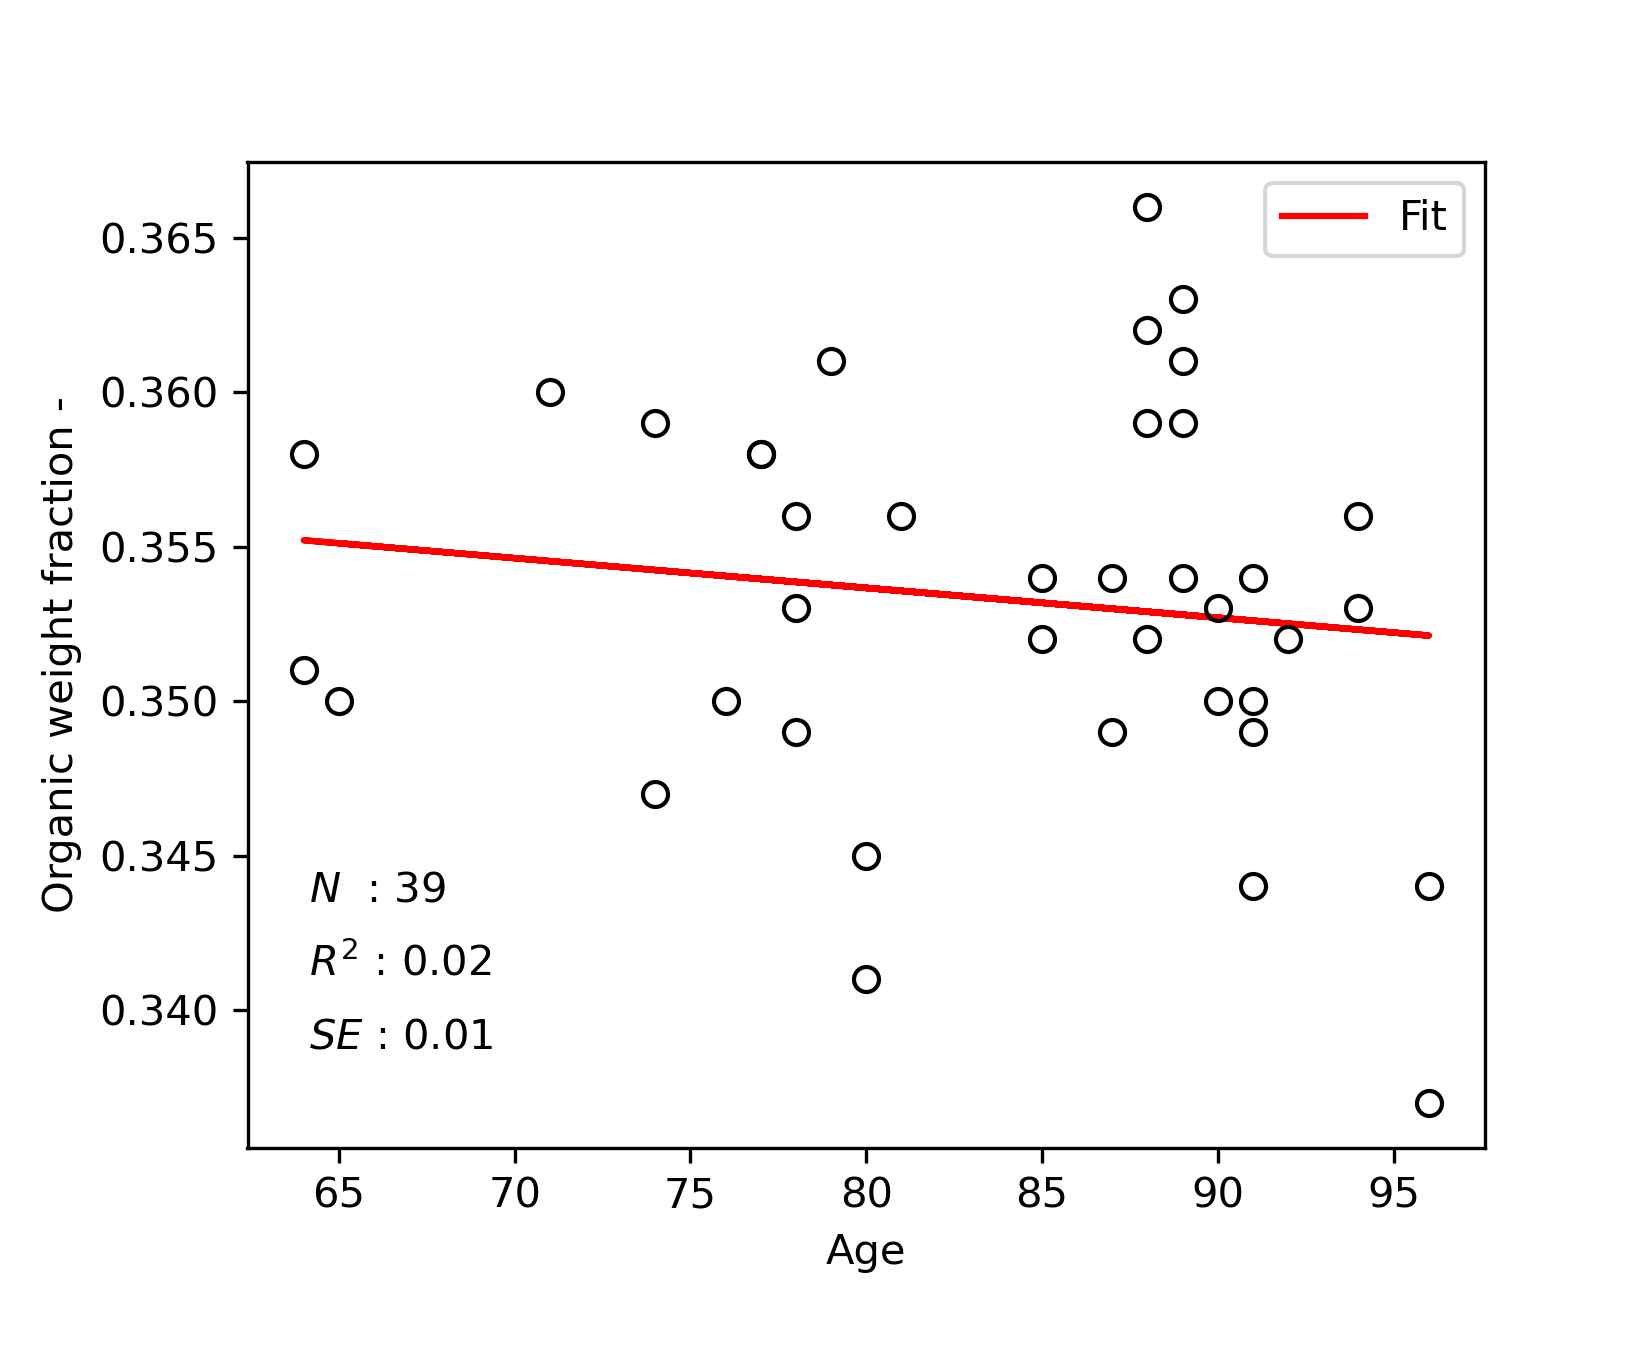 Fit
0.365
0.360
0.355
0.350
0.345
0.340
Organic weight fraction -
N : 39
R² : 0.02
SE : 0.01
65 70 75 80 85 90 95
Age